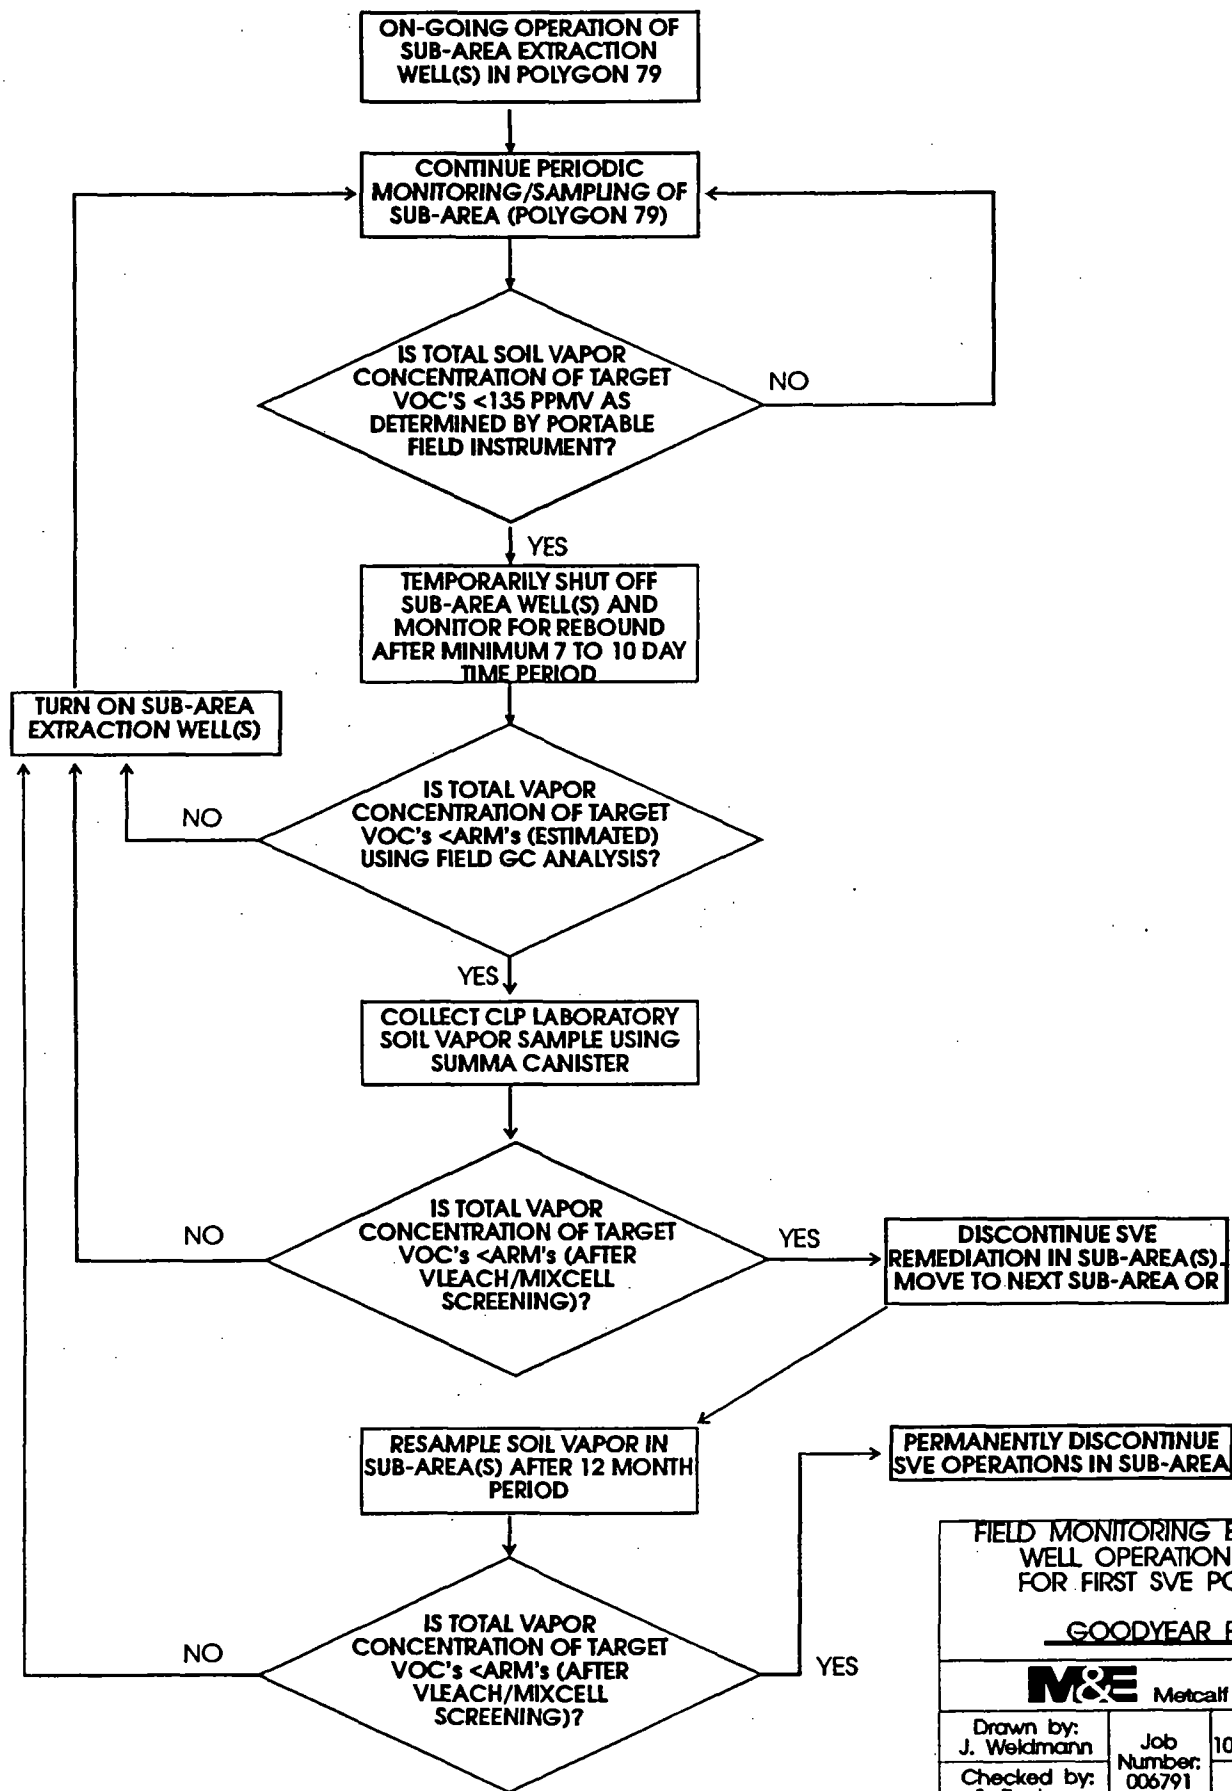 ON-GOING OPERATION OF
SUB-AREA EXTRACTION
WELL(S) IN POLYGON 79
CONTINUE PERIODIC
MONITORING/SAMPLING OF
SUB-AREA (POLYGON 79)
IS TOTAL SOIL VAPOR
CONCENTRATION OF TARGET
VOC'S <135 PPMV AS
DETERMINED BY PORTABLE
FIELD INSTRUMENT?
NO
YES
TEMPORARILY SHUT OFF
SUB-AREA WELL(S) AND
MONITOR FOR REBOUND
AFTER MINIMUM 7 TO 10 DAY
TIME PERIOD
TURN ON SUB-AREA
EXTRACTION WELL(S)
IS TOTAL VAPOR
CONCENTRATION OF TARGET
VOC's <ARM's (ESTIMATED)
USING FIELD GC ANALYSIS?
NO
YES
COLLECT CLP LABORATORY
SOIL VAPOR SAMPLE USING
SUMMA CANISTER
IS TOTAL VAPOR
CONCENTRATION OF TARGET
VOC's <ARM's (AFTER
VLEACH/MIXCELL
SCREENING)?
NO
YES
DISCONTINUE SVE
REMEDIATION IN SUB-AREA(S).
MOVE TO NEXT SUB-AREA OR
RESAMPLE SOIL VAPOR IN
SUB-AREA(S) AFTER 12 MONTH
PERIOD
PERMANENTLY DISCONTINUE
SVE OPERATIONS IN SUB-AREA
IS TOTAL VAPOR
CONCENTRATION OF TARGET
VOC's <ARM's (AFTER
VLEACH/MIXCELL
SCREENING)?
NO
YES
FIELD MONITORING
WELL OPERATION
FOR FIRST SVE
GOODYEAR
M&E Metcalf
Drawn by:
J. Weidmann
Job
Number:
006791
10
Checked by: